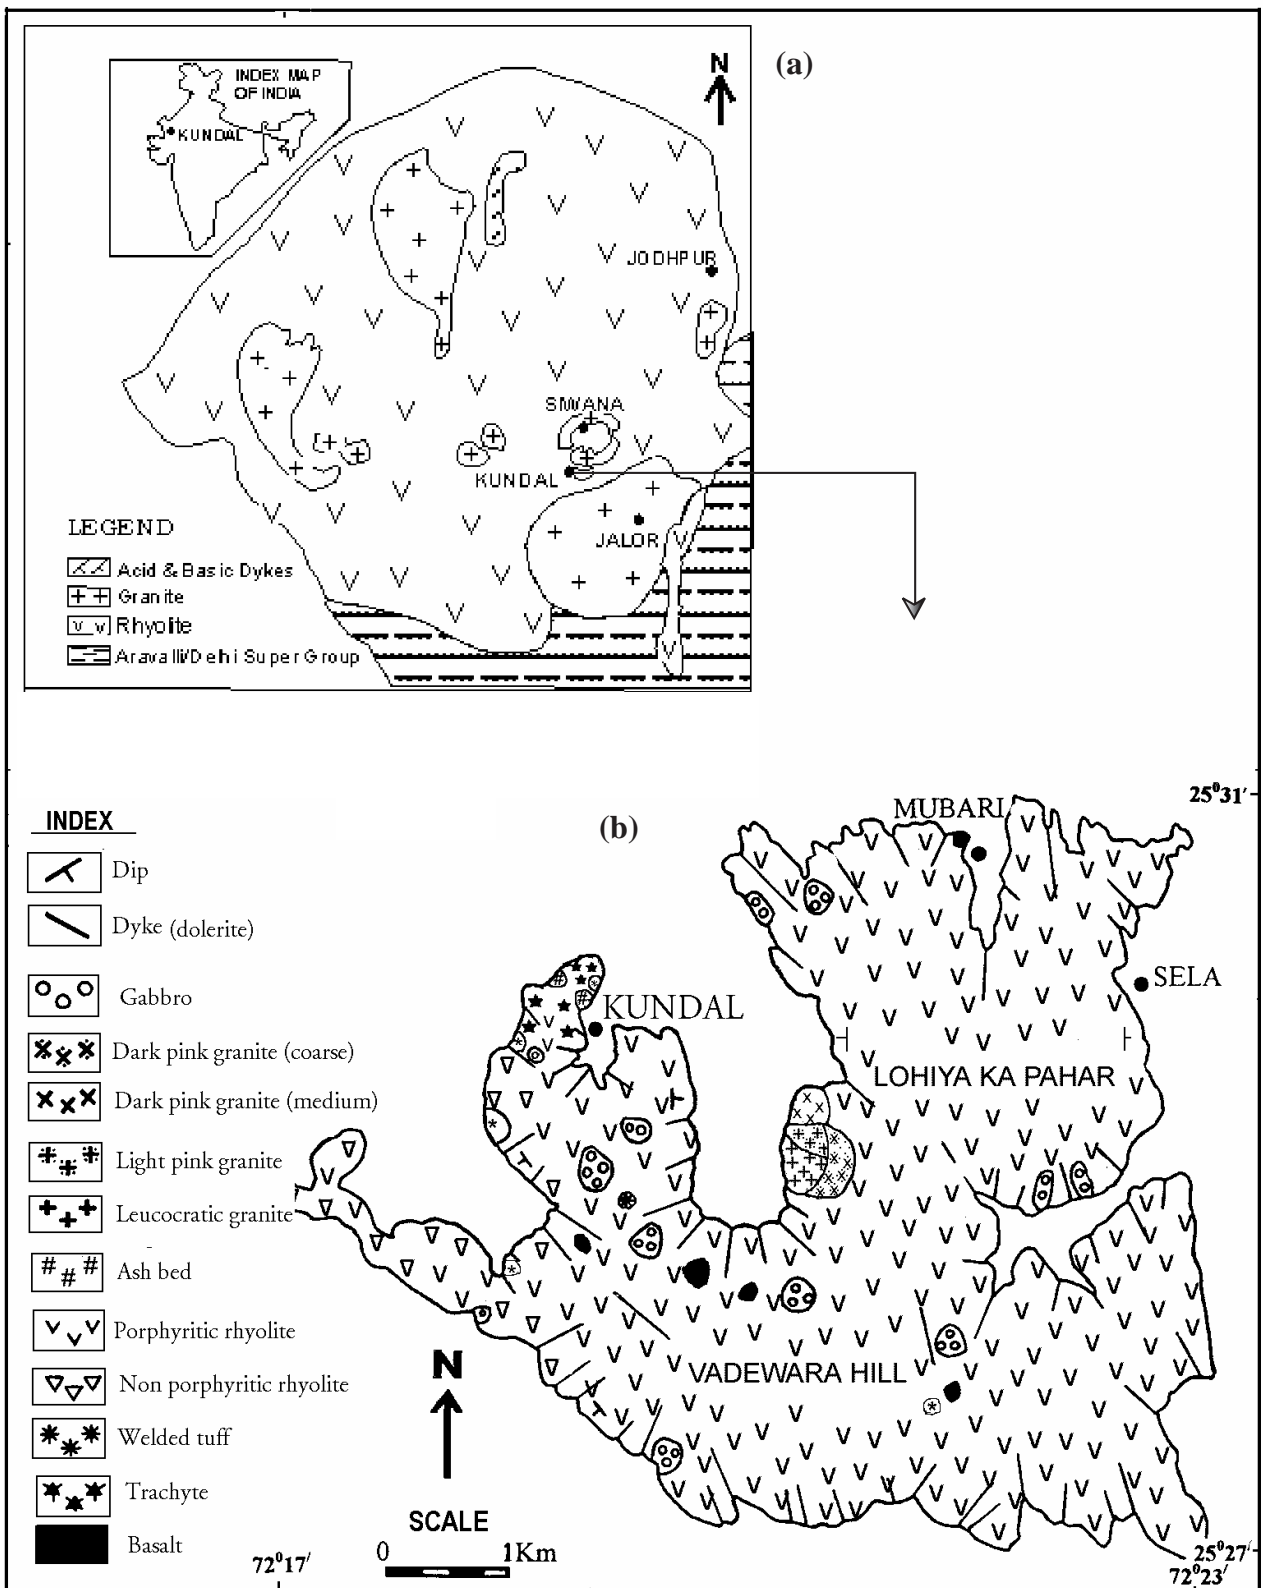 (a)
N
INDEX MAP
OF INDIA
KUNDAL
JODHPUR
SIWANA
KUNDAL
JALOR
LEGEND
Acid & Basic Dykes
Granite
Rhyolite
Aravalli/Delhi Super Group
25°31'
(b)
MUBARI
SELA
KUNDAL
LOHIYA KA PAHAR
VADEWARA HILL
INDEX
Dip
Dyke (dolerite)
Gabbro
Dark pink granite (coarse)
Dark pink granite (medium)
Light pink granite
Leucocratic granite
Ash bed
Porphyritic rhyolite
Non porphyritic rhyolite
Welded tuff
Trachyte
Basalt
N
SCALE
0 1Km
72°17'
25°27'
72°23'